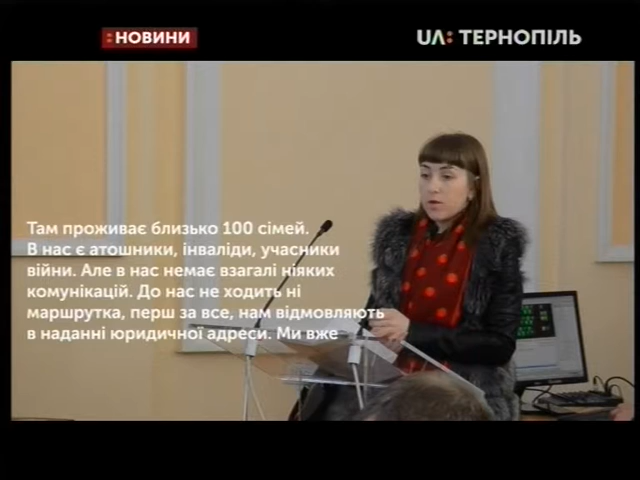 :НОВИНИ
UA: ТЕРНОПІЛЬ
Там проживає близько 100 сімей.
В нас є атошники, інваліди, учасники
війни. Але в нас немає взагалі ніяких
комунікацій. До нас не ходить ні
маршрутка, перш за все, нам відмовляють
в наданні юридичної адреси. Ми вже